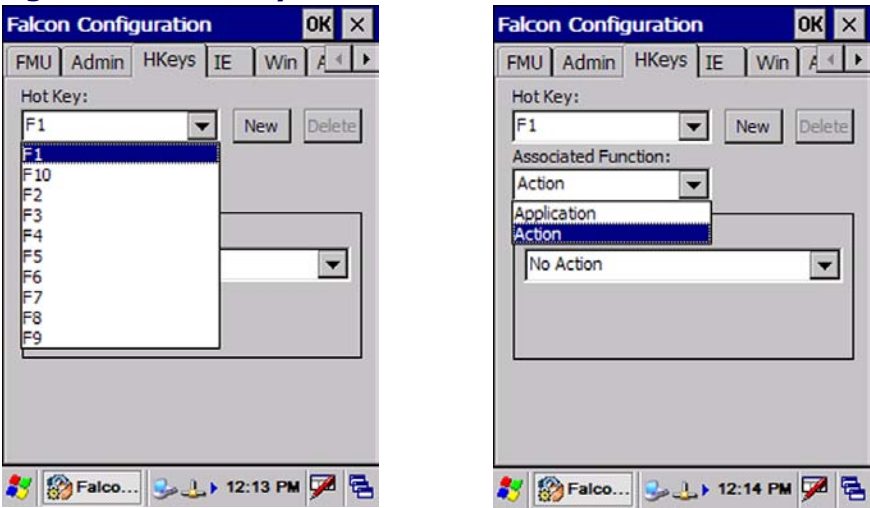 Falcon Configuration OK ×
FMU Admin HKeys IE Win
Hot Key:
F1 New Delete
F1
F10
F2
F3
F4
F5
F6
F7
F8
F9
Falco... 12:13 PM
Falcon Configuration OK ×
FMU Admin HKeys IE Win
Hot Key:
F1 New Delete
Associated Function:
Action
Application
Action
No Action
Falco... 12:14 PM